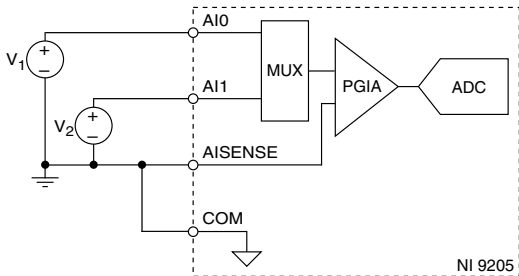 AI0
V1
+
–
MUX
AI1
V2
+
–
PGIA
ADC
AISENSE
COM
NI 9205